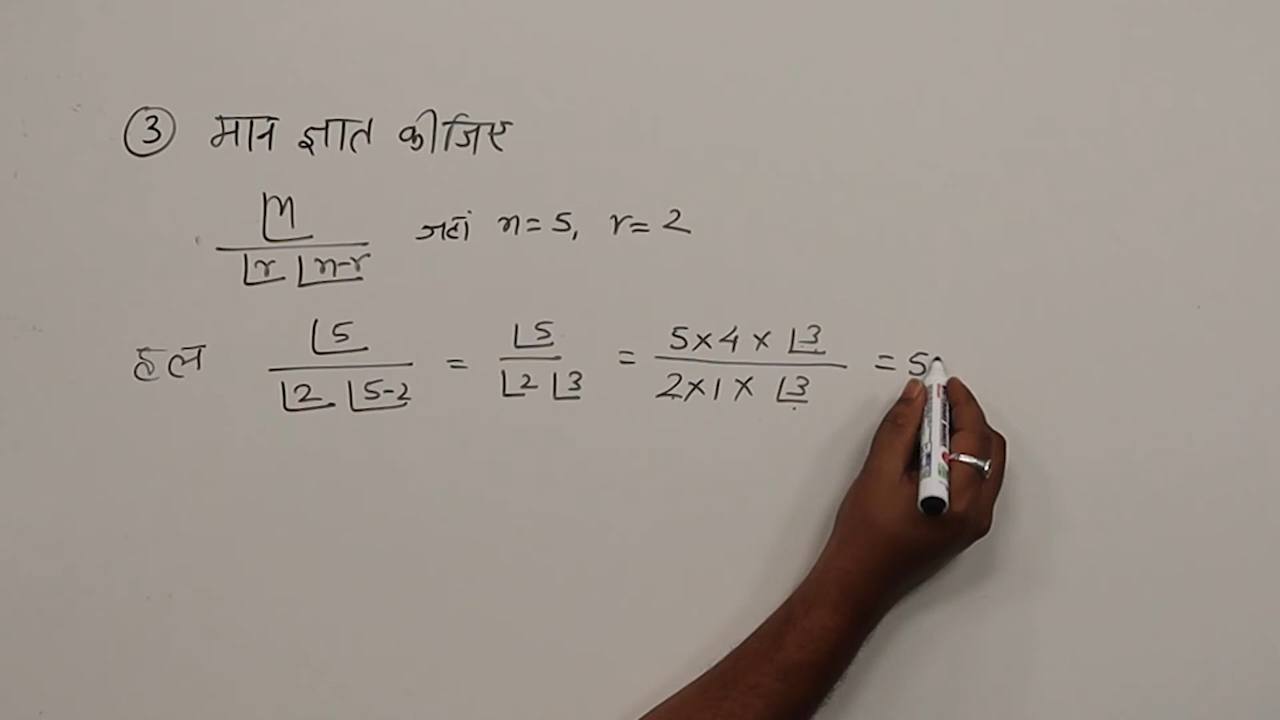 ③ मान ज्ञात कीजिए
⌊n / ⌊r ⌊n-r जहां n = 5, r = 2
हल ⌊5 / ⌊2 ⌊5-2 = ⌊5 / ⌊2 ⌊3 = 5 × 4 × ⌊3 / 2 × 1 × ⌊3 = 5